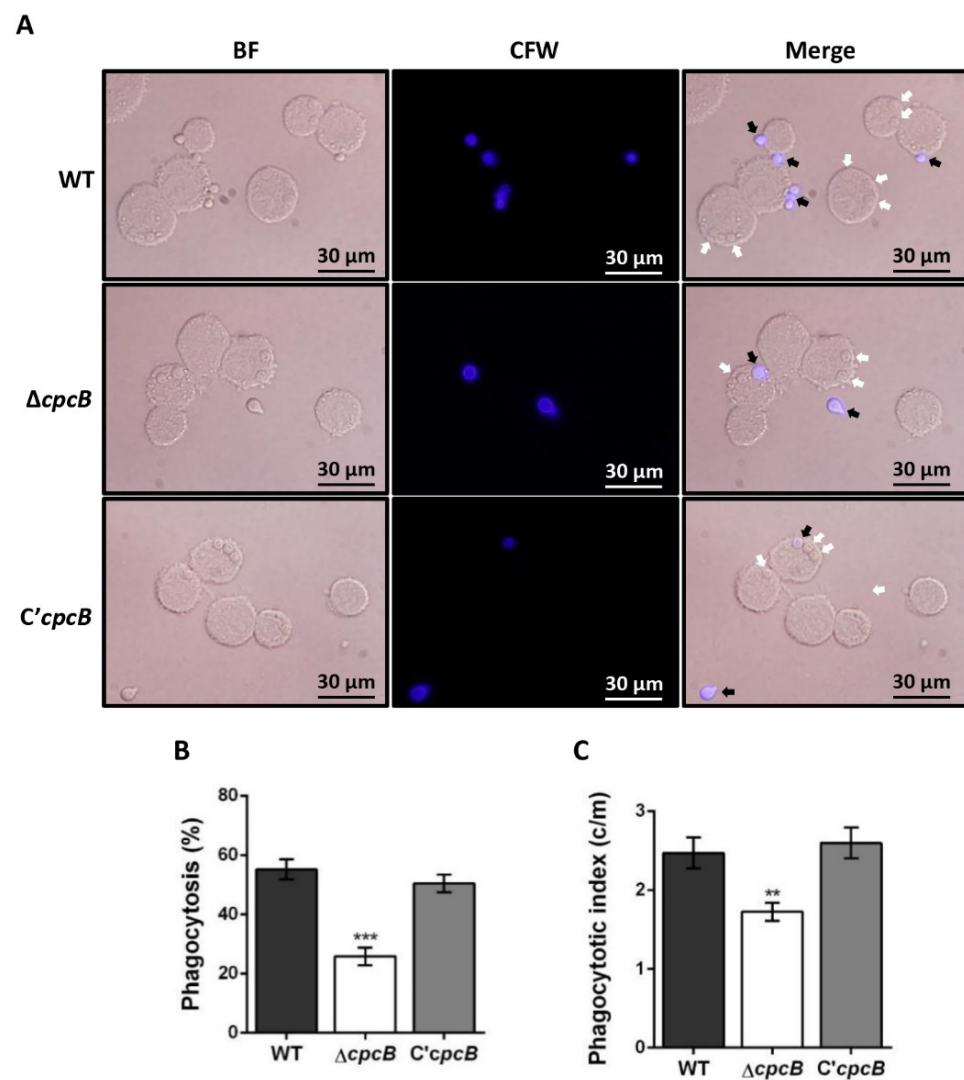 A
BF CFW Merge
WT
30 µm 30 µm 30 µm
ΔcpcB
30 µm 30 µm 30 µm
C'cpcB
30 µm 30 µm 30 µm
B
Phagocytosis (%)
80
60
40
20
0
***
WT ΔcpcB C'cpcB
C
Phagocytotic index (c/m)
3
2
1
0
**
WT ΔcpcB C'cpcB